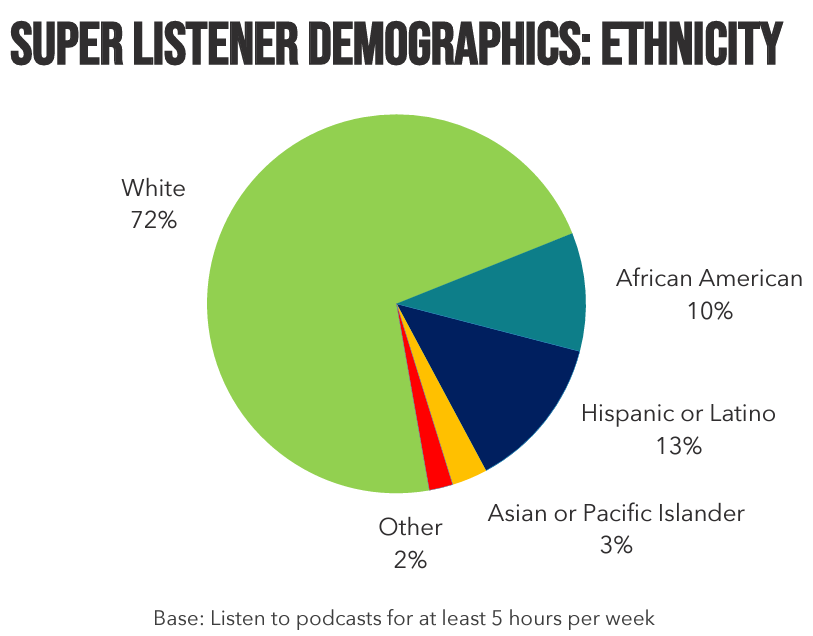 SUPER LISTENER DEMOGRAPHICS: ETHNICITY
White
72%
African American
10%
Hispanic or Latino
13%
Asian or Pacific Islander
3%
Other
2%
Base: Listen to podcasts for at least 5 hours per week